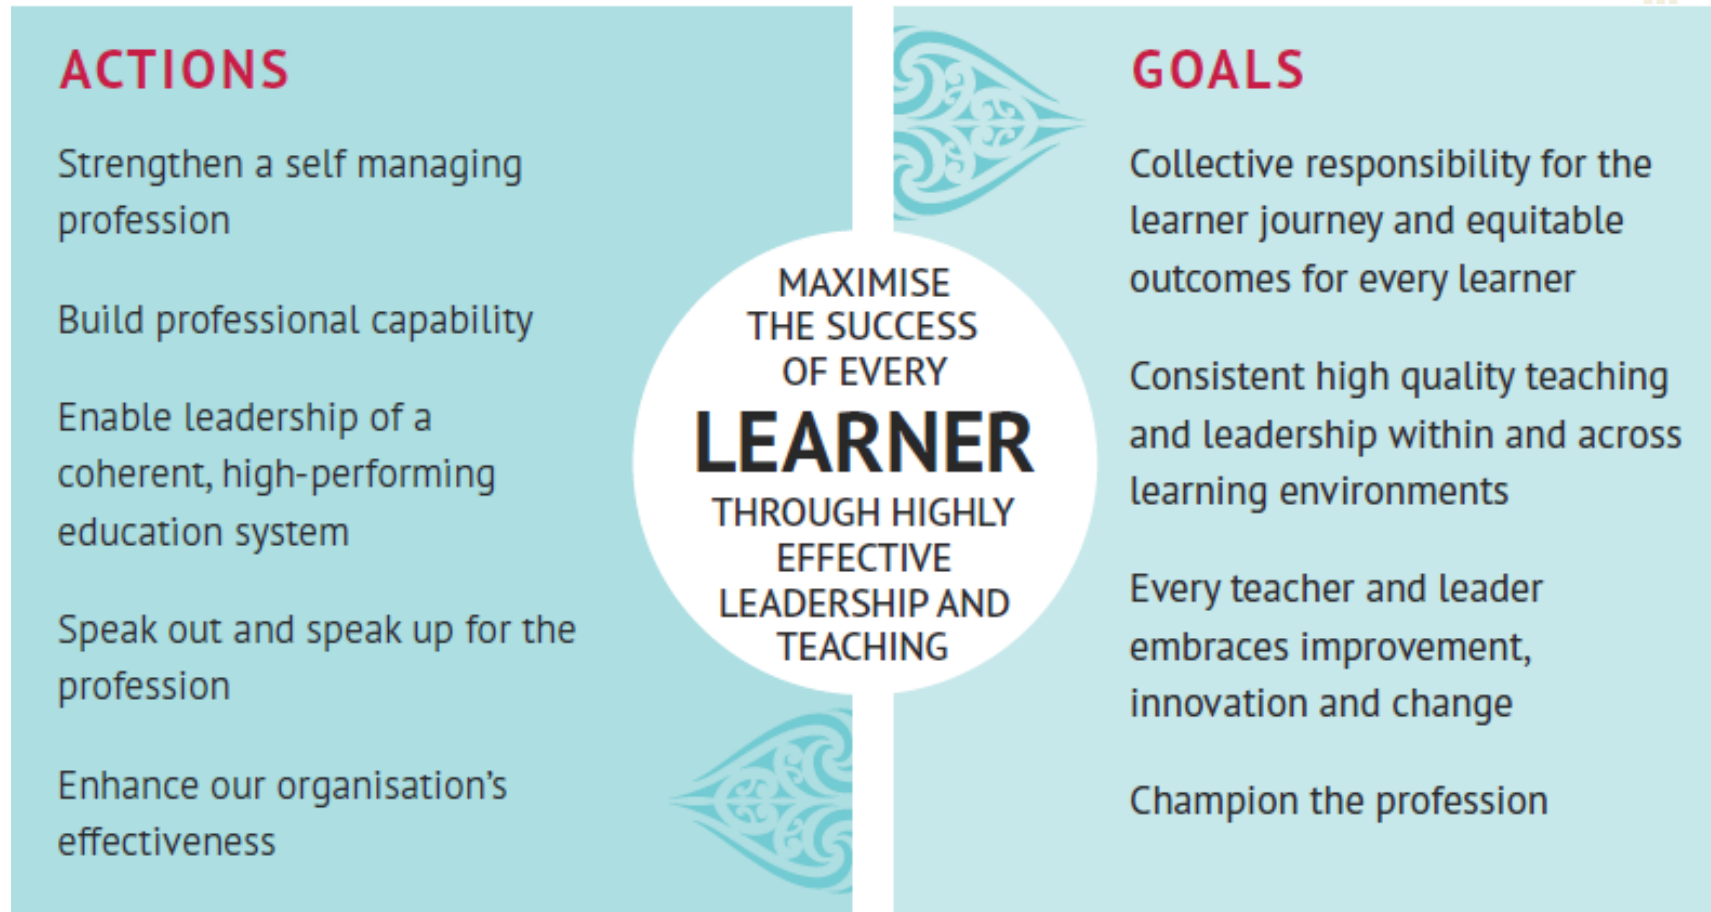 ACTIONS
Strengthen a self managing
profession
Build professional capability
Enable leadership of a
coherent, high-performing
education system
Speak out and speak up for the
profession
Enhance our organisation’s
effectiveness
MAXIMISE
THE SUCCESS
OF EVERY
LEARNER
THROUGH HIGHLY
EFFECTIVE
LEADERSHIP AND
TEACHING
GOALS
Collective responsibility for the
learner journey and equitable
outcomes for every learner
Consistent high quality teaching
and leadership within and across
learning environments
Every teacher and leader
embraces improvement,
innovation and change
Champion the profession